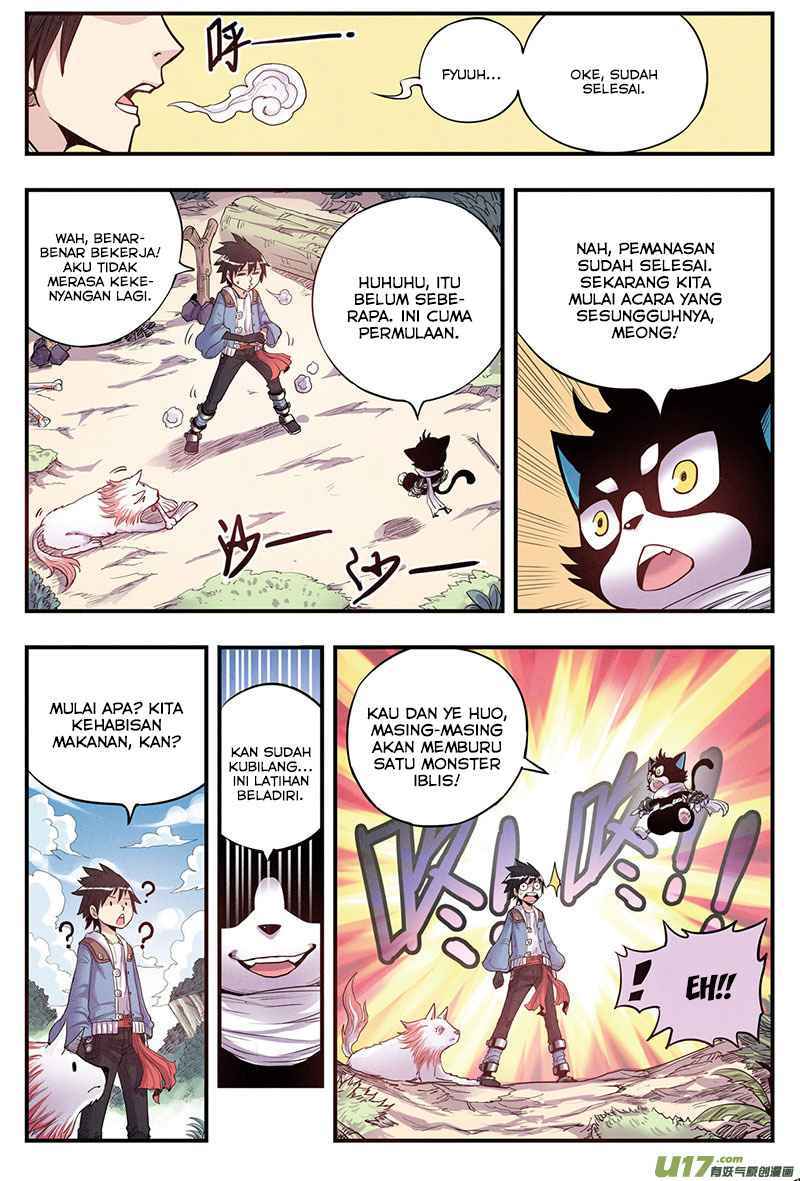 呼—
FYUUH...
OKE, SUDAH
SELESAI.
WAH, BENAR-
BENAR BEKERJA!
AKU TIDAK
MERASA KEKE-
NYANGAN LAGI.
HUHUHU, ITU
BELUM SEBE-
RAPA. INI CUMA
PERMULAAN.
沙—
沙—
NAH, PEMANASAN
SUDAH SELESAI.
SEKARANG KITA
MULAI ACARA YANG
SESUNGGUHNYA,
MEONG!
MULAI APA? KITA
KEHABISAN
MAKANAN, KAN?
? ? ?
KAN SUDAH
KUBILANG...
INI LATIHAN
BELADIRI.
KAU DAN YE HUO,
MASING-MASING
AKAN MEMBURU
SATU MONSTER
IBLIS!
咚!咚!!
!
EH!!
U17.com
有妖气原创漫画